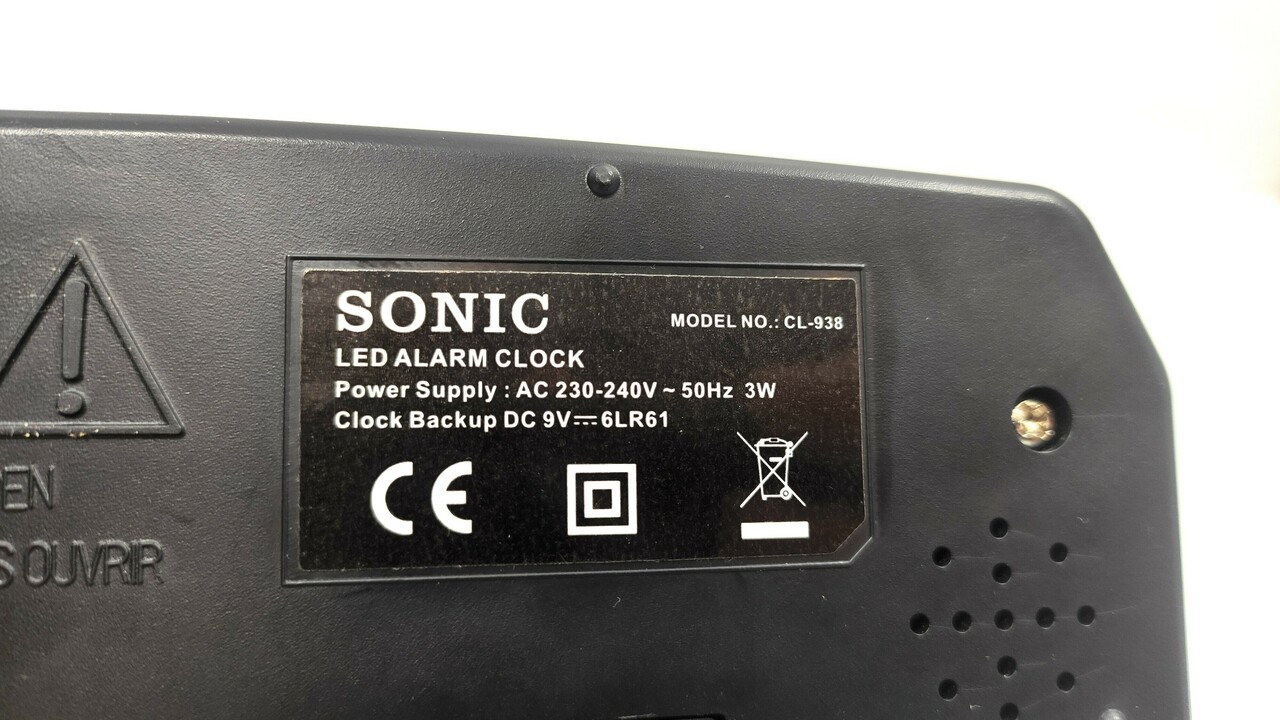 SONIC
MODEL NO.: CL-938
LED ALARM CLOCK
Power Supply : AC 230-240V ~ 50Hz 3W
Clock Backup DC 9V⎓6LR61
CE
EN
S OUVRIR